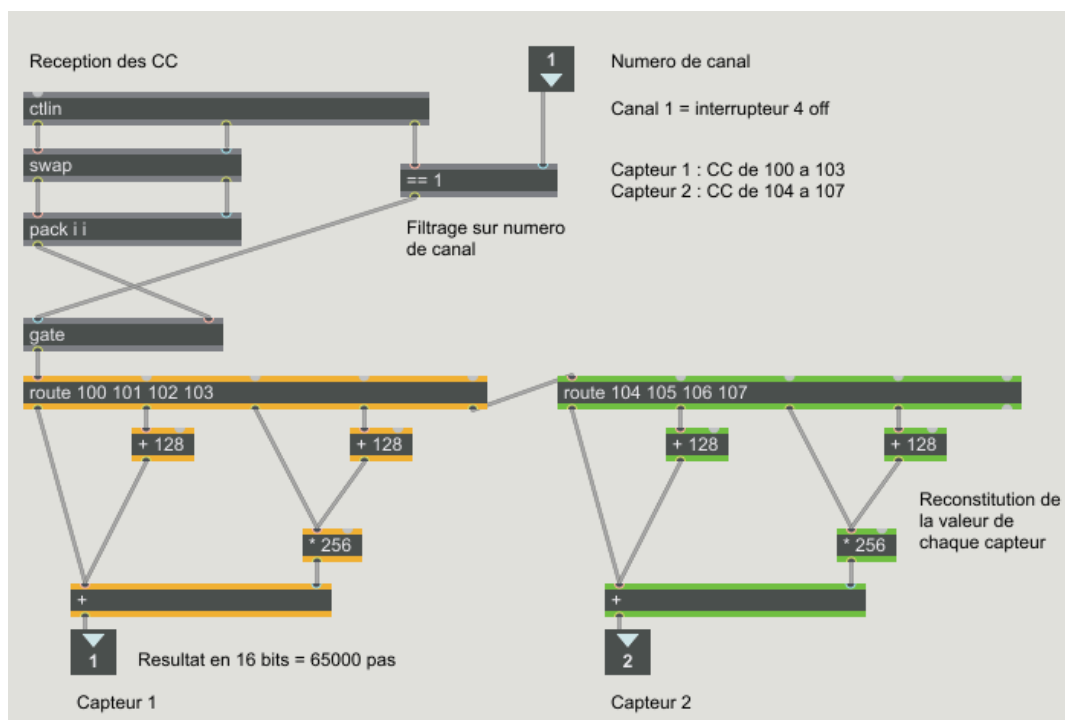 Reception des CC
1
Numero de canal
ctlin
Canal 1 = interrupteur 4 off
swap
== 1
Capteur 1 : CC de 100 a 103
Capteur 2 : CC de 104 a 107
pack i i
Filtrage sur numero
de canal
gate
route 100 101 102 103
route 104 105 106 107
+ 128
+ 128
+ 128
+ 128
Reconstitution de
la valeur de
chaque capteur
* 256
* 256
+
+
1
Resultat en 16 bits = 65000 pas
2
Capteur 1
Capteur 2